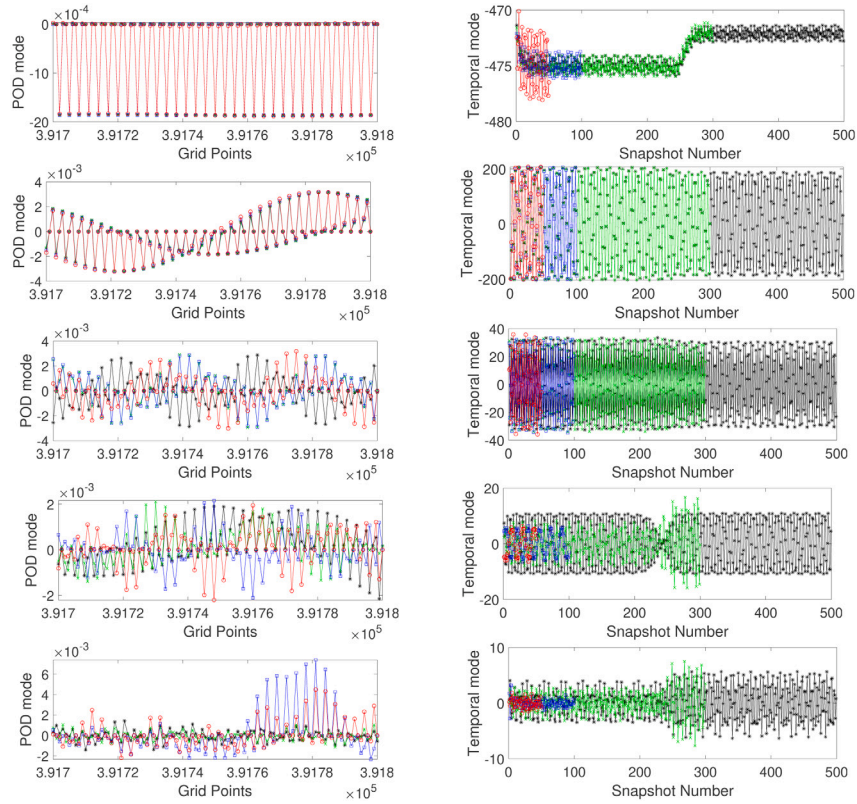 ×10⁻⁴
0
-10
-20
POD mode
3.917 3.9172 3.9174 3.9176 3.9178 3.918
Grid Points
×10⁵
-470
-475
-480
Temporal mode
0 100 200 300 400 500
Snapshot Number
×10⁻³
4
2
0
-2
-4
POD mode
3.917 3.9172 3.9174 3.9176 3.9178 3.918
Grid Points
×10⁵
200
0
-200
Temporal mode
0 100 200 300 400 500
Snapshot Number
×10⁻³
4
2
0
-2
-4
POD mode
3.917 3.9172 3.9174 3.9176 3.9178 3.918
Grid Points
×10⁵
40
20
0
-20
-40
Temporal mode
0 100 200 300 400 500
Snapshot Number
×10⁻³
2
0
-2
POD mode
3.917 3.9172 3.9174 3.9176 3.9178 3.918
Grid Points
×10⁵
20
0
-20
Temporal mode
0 100 200 300 400 500
Snapshot Number
×10⁻³
6
4
2
0
-2
POD mode
3.917 3.9172 3.9174 3.9176 3.9178 3.918
Grid Points
×10⁵
10
0
-10
Temporal mode
0 100 200 300 400 500
Snapshot Number